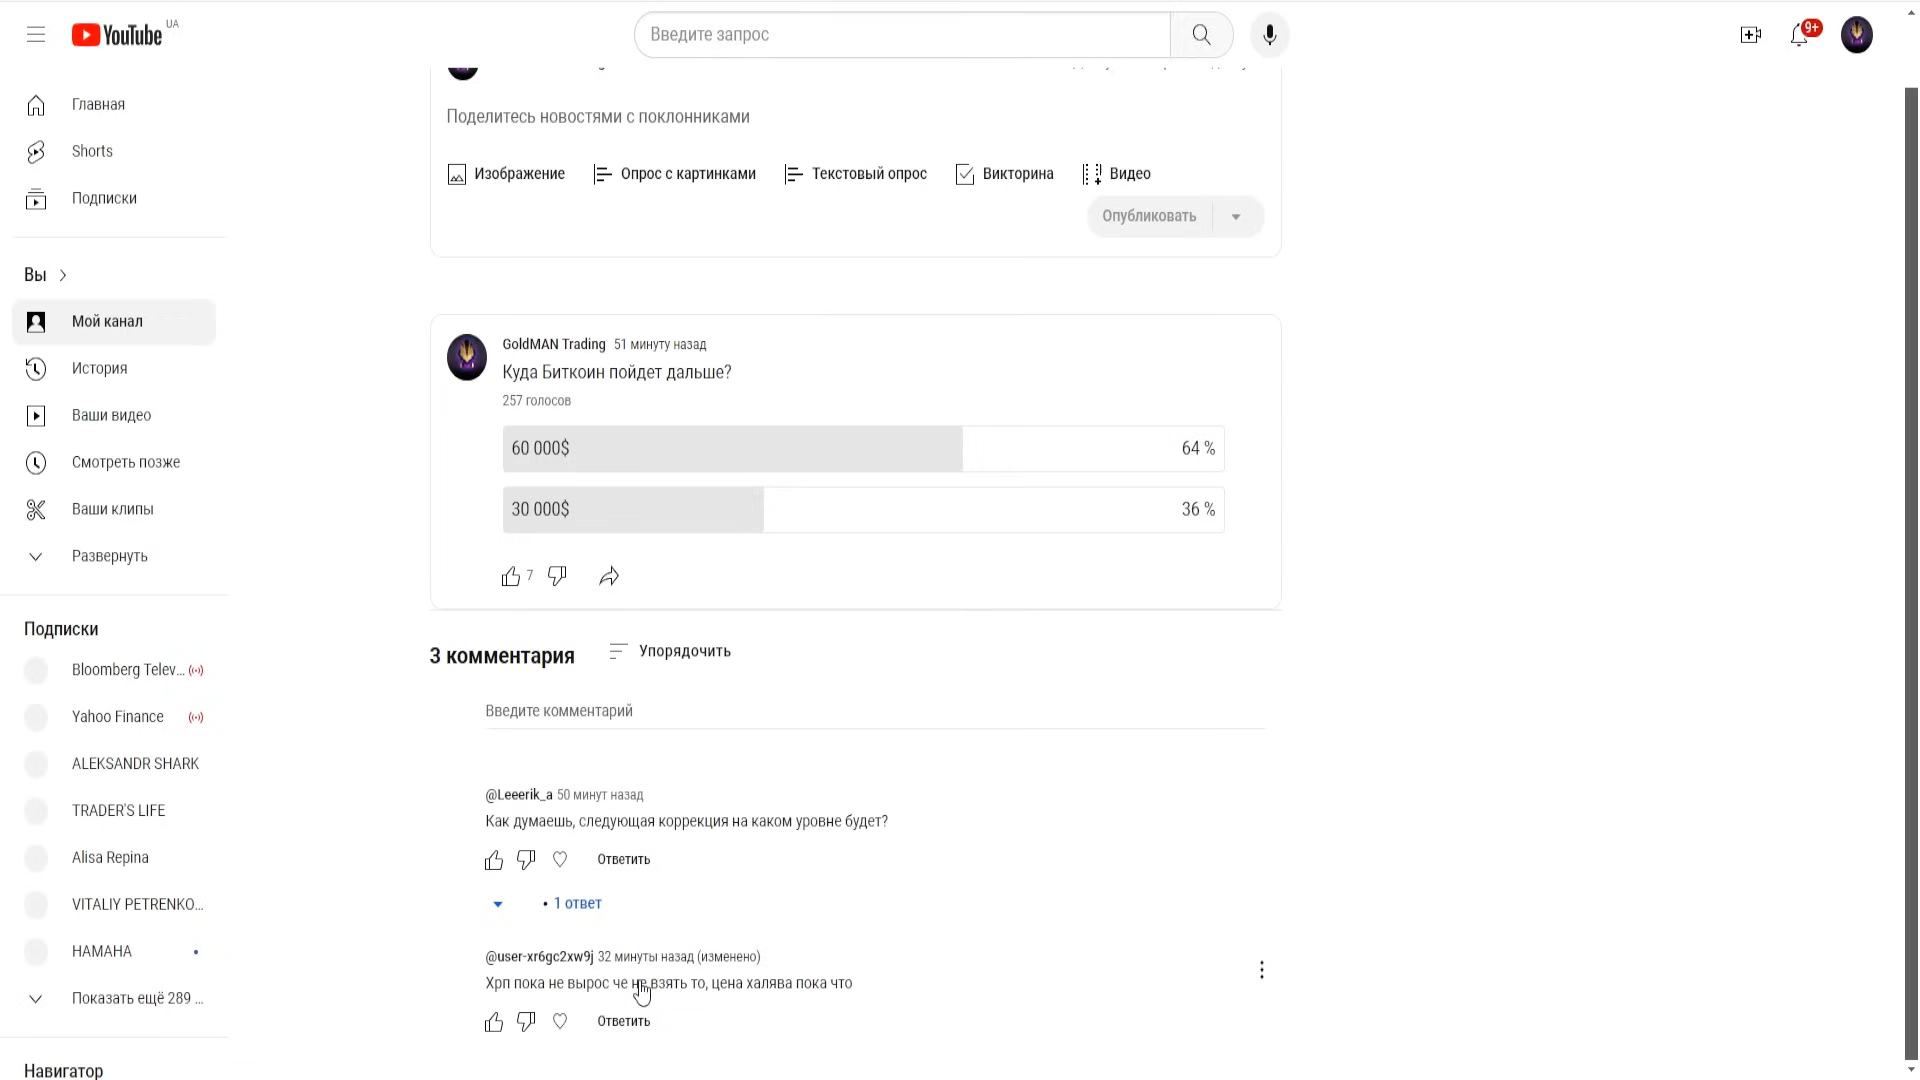 YouTube UA
Введите запрос
9+
Главная
Shorts
Подписки
Вы
Мой канал
История
Ваши видео
Смотреть позже
Ваши клипы
Развернуть
Подписки
Bloomberg Telev...
Yahoo Finance
ALEKSANDR SHARK
TRADER'S LIFE
Alisa Repina
VITALIY PETRENKO...
НАМАНА
Показать ещё 289 ...
Навигатор
Поделитесь новостями с поклонниками
Изображение Опрос с картинками Текстовый опрос Викторина Видео
Опубликовать
GoldMAN Trading 51 минуту назад
Куда Биткоин пойдет дальше?
257 голосов
60 000$ 64 %
30 000$ 36 %
7
3 комментария Упорядочить
Введите комментарий
@Leeerik_a 50 минут назад
Как думаешь, следующая коррекция на каком уровне будет?
Ответить
• 1 ответ
@user-xr6gc2xw9j 32 минуты назад (изменено)
Хрп пока не вырос че не взять то, цена халява пока что
Ответить